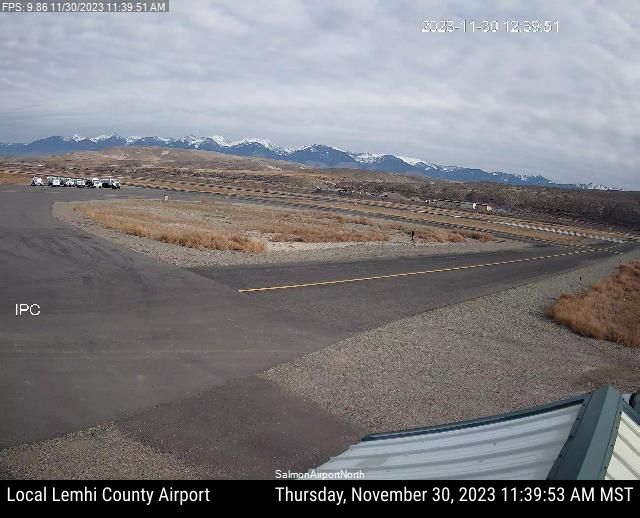 FPS: 9.86 11/30/2023 11:39:51 AM
2023-11-30 12:39:51
IPC
SalmonAirportNorth
Local Lemhi County Airport
Thursday, November 30, 2023 11:39:53 AM MST